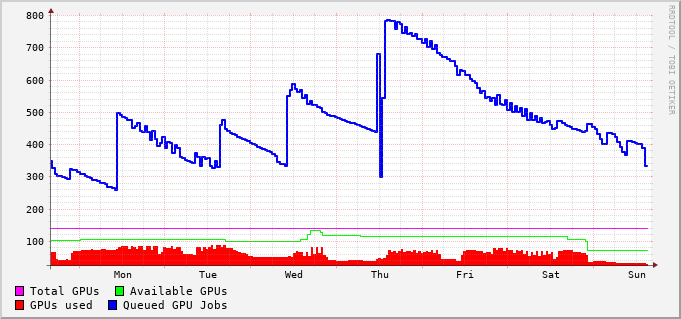 800
700
600
500
400
300
200
100
Mon Tue Wed Thu Fri Sat Sun
Total GPUs Available GPUs
GPUs used Queued GPU Jobs
RRDTOOL / TOBI OETIKER